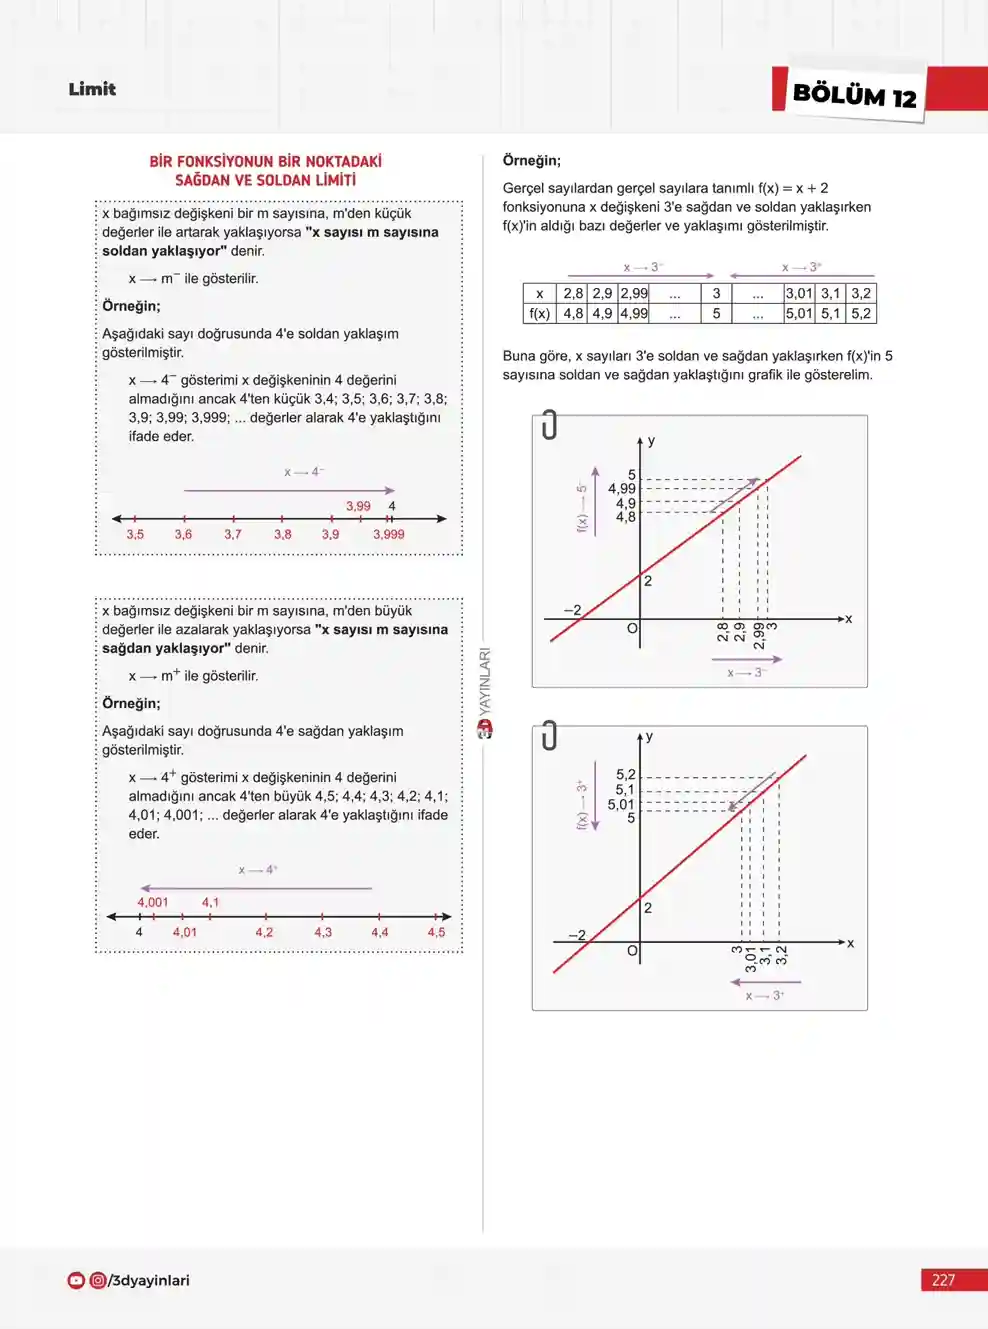 Limit
BÖLÜM 12
BİR FONKSİYONUN BİR NOKTADAKİ
SAĞDAN VE SOLDAN LİMİTİ
x bağımsız değişkeni bir m sayısına, m'den küçük
değerler ile artarak yaklaşıyorsa "x sayısı m sayısına
soldan yaklaşıyor" denir.
x → m⁻ ile gösterilir.
Örneğin;
Aşağıdaki sayı doğrusunda 4'e soldan yaklaşım
gösterilmiştir.
x → 4⁻ gösterimi x değişkeninin 4 değerini
almadığını ancak 4'ten küçük 3,4; 3,5; 3,6; 3,7; 3,8;
3,9; 3,99; 3,999; ... değerler alarak 4'e yaklaştığını
ifade eder.
x → 4⁻
3,99 4
3,5 3,6 3,7 3,8 3,9 3,999
x bağımsız değişkeni bir m sayısına, m'den büyük
değerler ile azalarak yaklaşıyorsa "x sayısı m sayısına
sağdan yaklaşıyor" denir.
x → m⁺ ile gösterilir.
Örneğin;
Aşağıdaki sayı doğrusunda 4'e sağdan yaklaşım
gösterilmiştir.
x → 4⁺ gösterimi x değişkeninin 4 değerini
almadığını ancak 4'ten büyük 4,5; 4,4; 4,3; 4,2; 4,1;
4,01; 4,001; ... değerler alarak 4'e yaklaştığını ifade
eder.
x → 4⁺
4,001 4,1
4 4,01 4,2 4,3 4,4 4,5
3D YAYINLARI
Örneğin;
Gerçel sayılardan gerçel sayılara tanımlı f(x) = x + 2
fonksiyonuna x değişkeni 3'e sağdan ve soldan yaklaşırken
f(x)'in aldığı bazı değerler ve yaklaşımı gösterilmiştir.
x → 3⁻ x → 3⁺
x 2,8 2,9 2,99 ... 3 ... 3,01 3,1 3,2
f(x) 4,8 4,9 4,99 ... 5 ... 5,01 5,1 5,2
Buna göre, x sayıları 3'e soldan ve sağdan yaklaşırken f(x)'in 5
sayısına soldan ve sağdan yaklaştığını grafik ile gösterelim.
y
5
4,99
4,9
4,8
f(x) → 5⁻
2
−2
O
x
2,8 2,9 2,99 3
x → 3⁻
y
5,2
5,1
5,01
5
f(x) → 3⁺
2
−2
O
x
3 3,01 3,1 3,2
x → 3⁺
/3dyayinlari
227